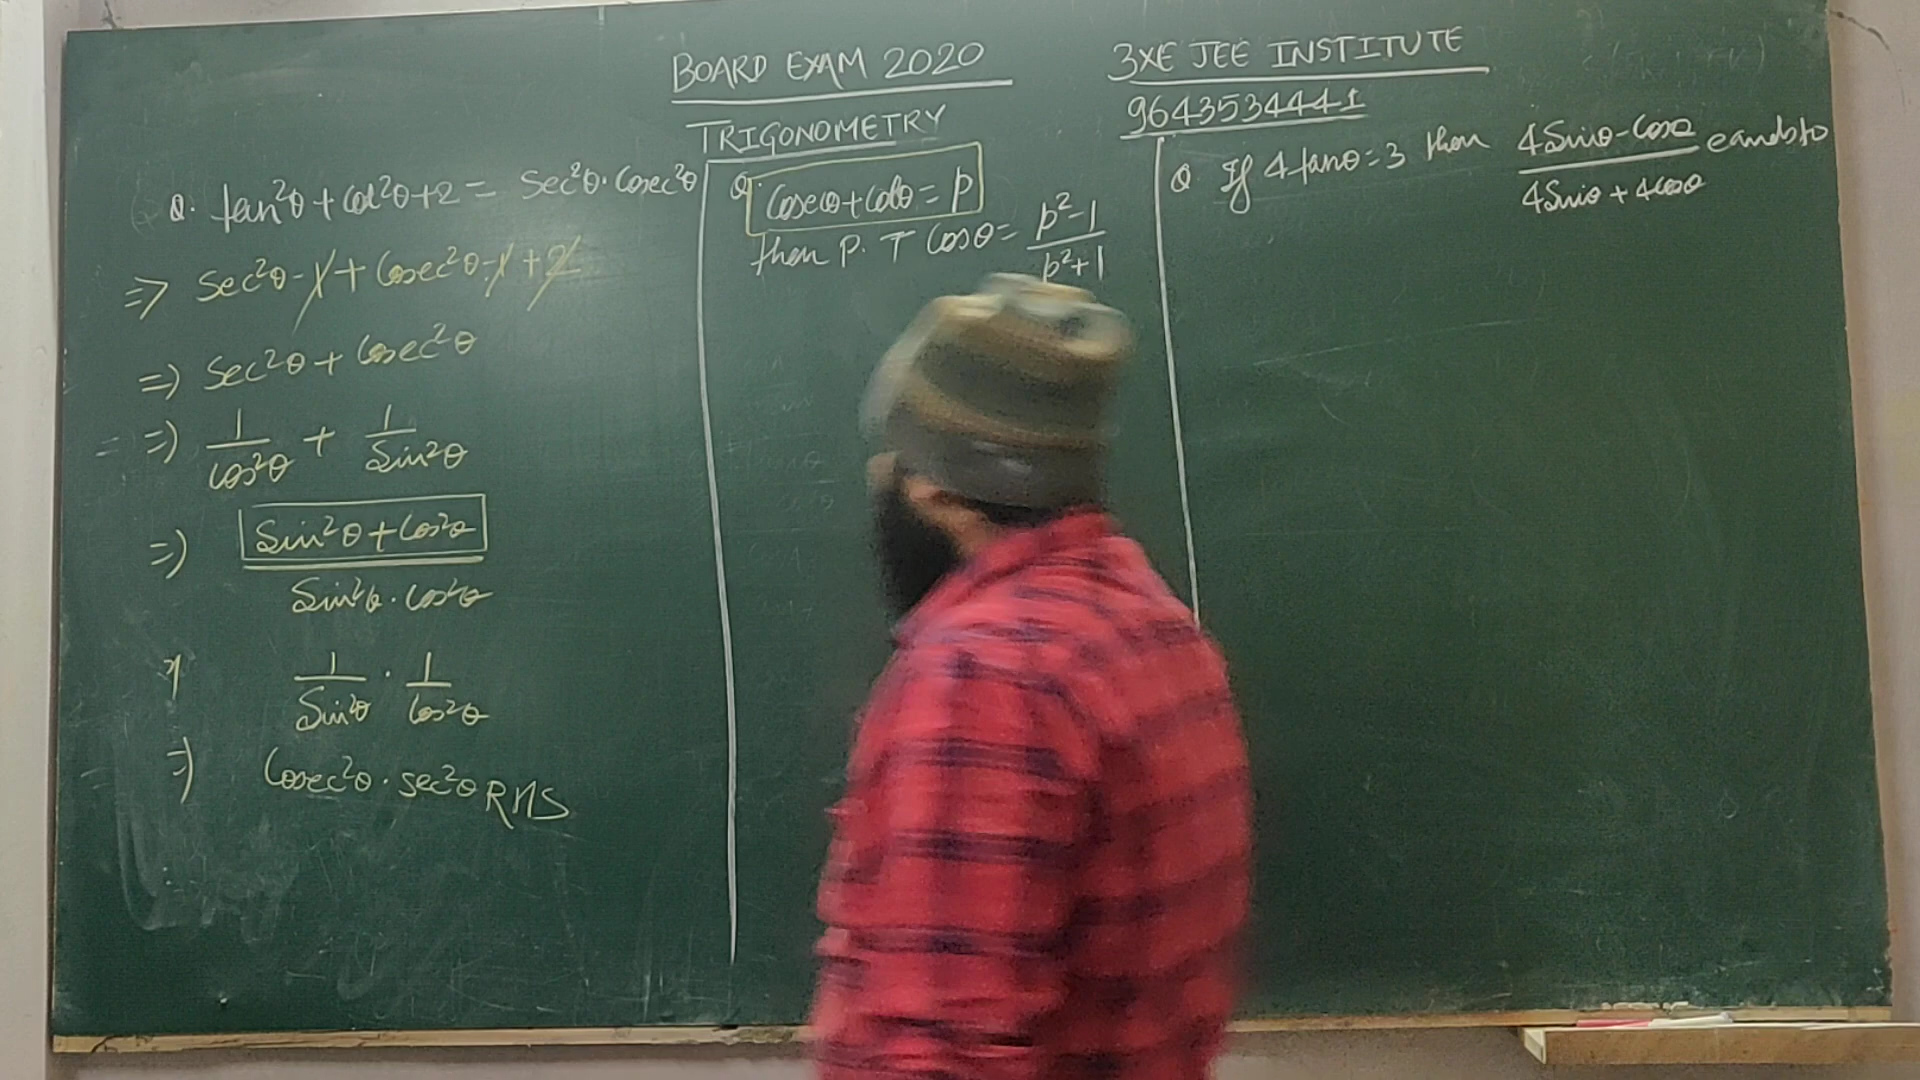 BOARD EXAM 2020
3XE JEE INSTITUTE
9643534441
TRIGONOMETRY
Q. tan²θ + cot²θ + 2 = Sec²θ · Cosec²θ
=> Sec²θ - 1 + Cosec²θ - 1 + 2
=> Sec²θ + Cosec²θ
=> 1/Cos²θ + 1/Sin²θ
=> Sin²θ + Cos²θ
Sin²θ · Cos²θ
1/Sin²θ · 1/Cos²θ
=> Cosec²θ · sec²θ RHS
Q. Cosecθ + cotθ = p
then P. T Cosθ = p²-1/p²+1
Q. If 4 tanθ = 3 then 4Sinθ - Cosθ / 4Sinθ + 4Cosθ